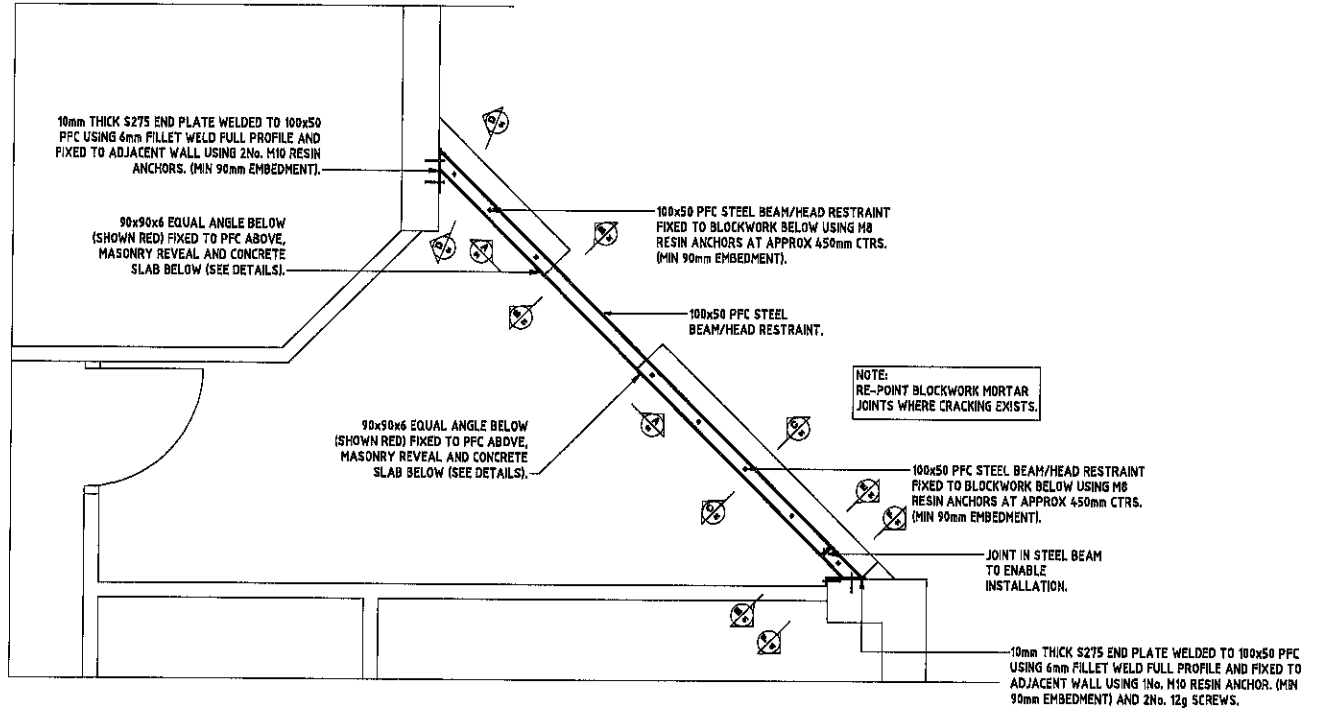 10mm THICK S275 END PLATE WELDED TO 100x50
PFC USING 6mm FILLET WELD FULL PROFILE AND
FIXED TO ADJACENT WALL USING 2No. M10 RESIN
ANCHORS. (MIN 90mm EMBEDMENT).
90x90x6 EQUAL ANGLE BELOW
(SHOWN RED) FIXED TO PFC ABOVE,
MASONRY REVEAL AND CONCRETE
SLAB BELOW (SEE DETAILS).
100x50 PFC STEEL BEAM/HEAD RESTRAINT
FIXED TO BLOCKWORK BELOW USING M8
RESIN ANCHORS AT APPROX 450mm CTRS.
(MIN 90mm EMBEDMENT).
100x50 PFC STEEL
BEAM/HEAD RESTRAINT.
NOTE:
RE-POINT BLOCKWORK MORTAR
JOINTS WHERE CRACKING EXISTS.
90x90x6 EQUAL ANGLE BELOW
(SHOWN RED) FIXED TO PFC ABOVE,
MASONRY REVEAL AND CONCRETE
SLAB BELOW (SEE DETAILS).
100x50 PFC STEEL BEAM/HEAD RESTRAINT
FIXED TO BLOCKWORK BELOW USING M8
RESIN ANCHORS AT APPROX 450mm CTRS.
(MIN 90mm EMBEDMENT).
JOINT IN STEEL BEAM
TO ENABLE
INSTALLATION.
10mm THICK S275 END PLATE WELDED TO 100x50 PFC
USING 6mm FILLET WELD FULL PROFILE AND FIXED TO
ADJACENT WALL USING 1No. M10 RESIN ANCHOR. (MIN
90mm EMBEDMENT) AND 2No. 12g SCREWS.
D
D
A
B
B
A
C
C
E
F
E
F